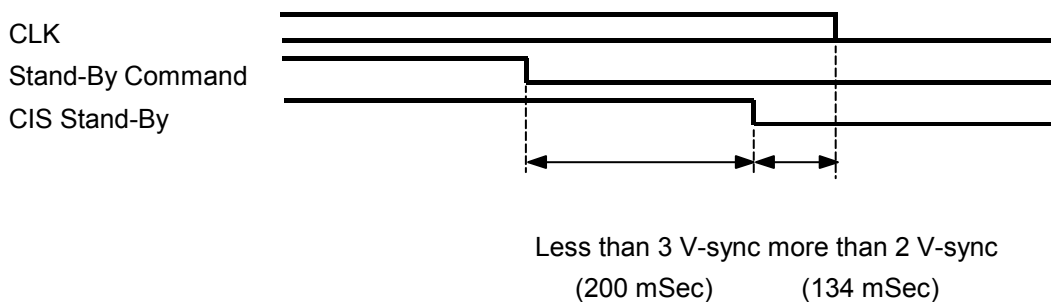 CLK
Stand-By Command
CIS Stand-By
Less than 3 V-sync more than 2 V-sync
(200 mSec) (134 mSec)